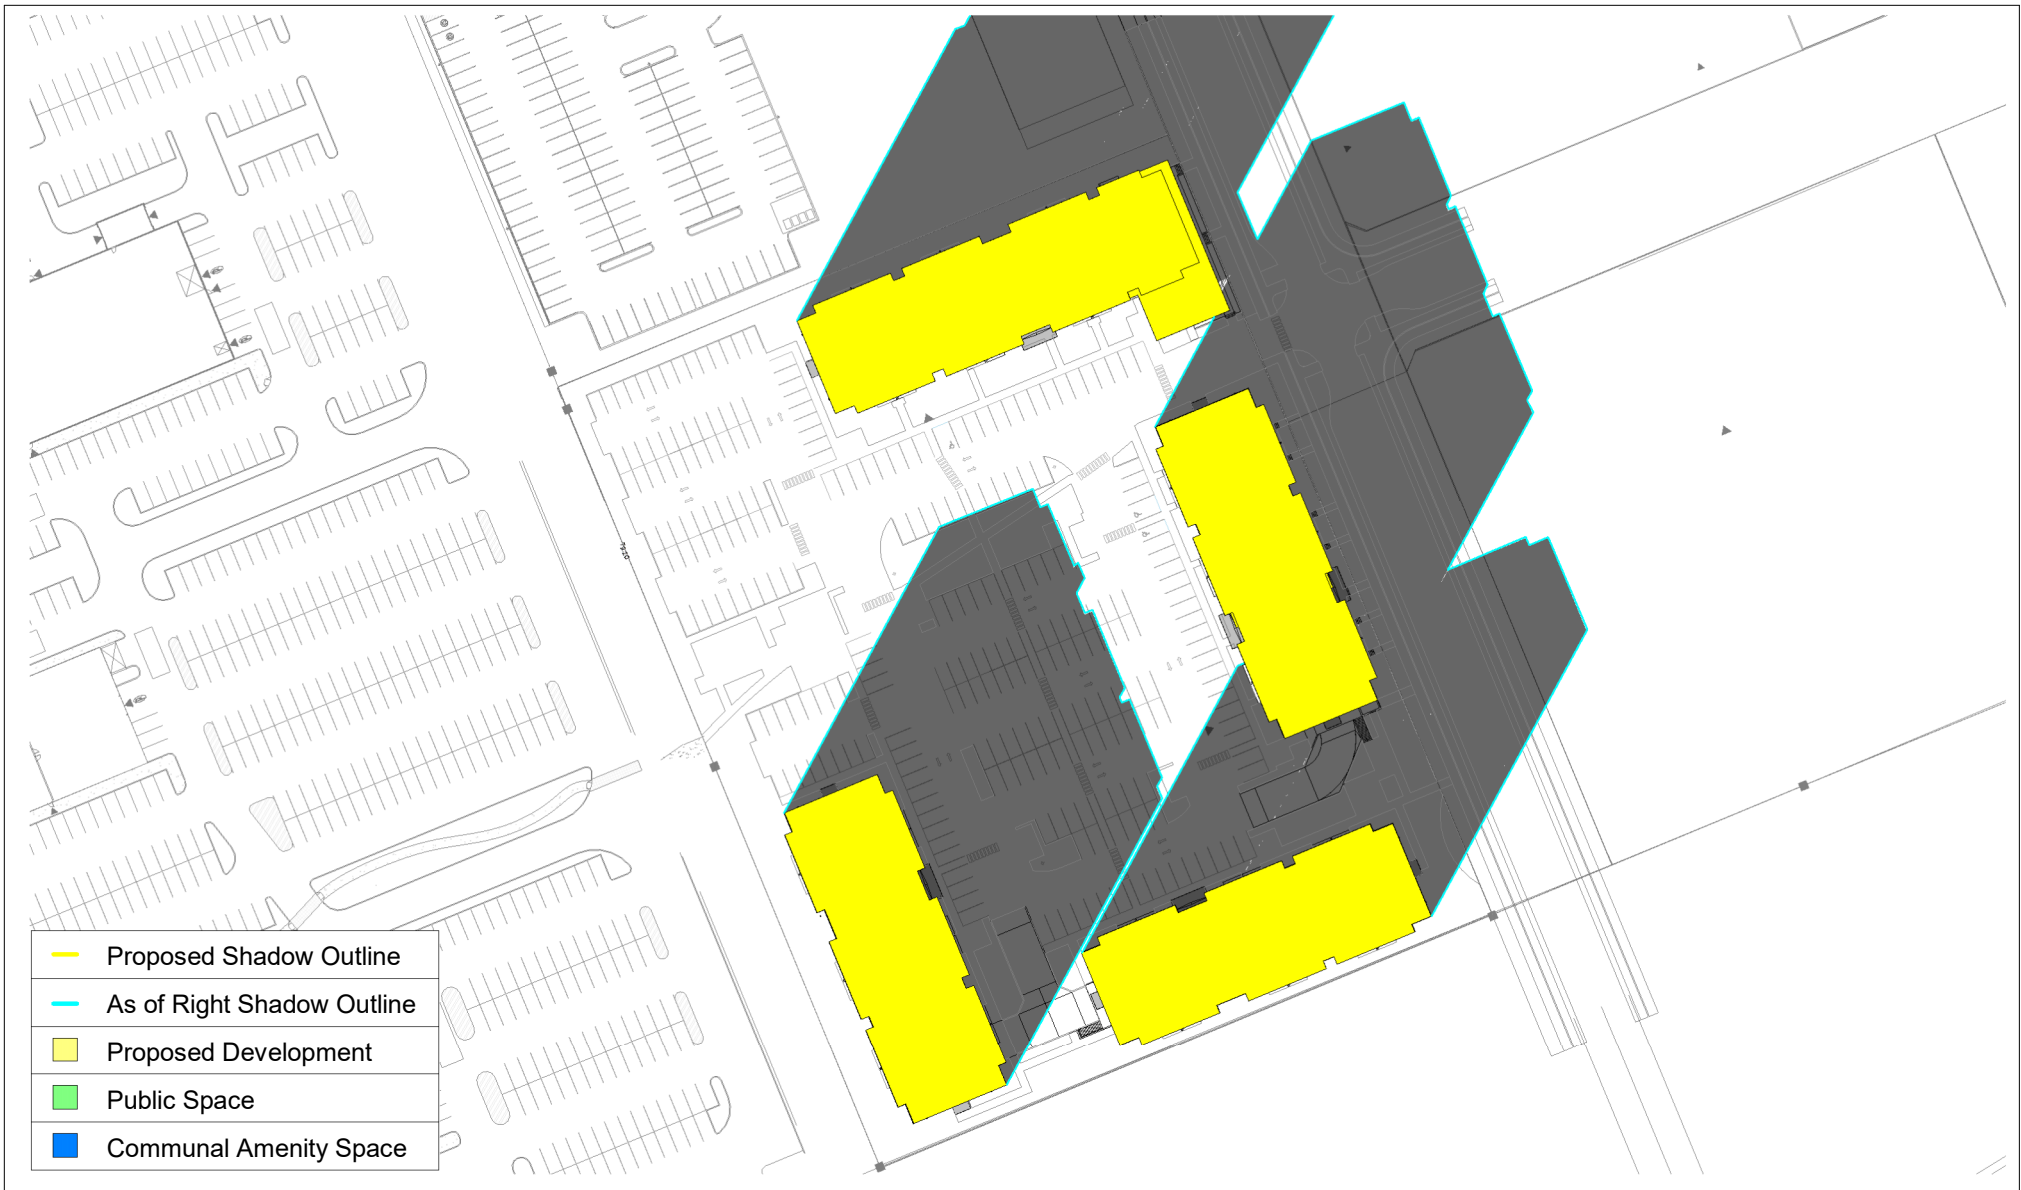 Proposed Shadow Outline
As of Right Shadow Outline
Proposed Development
Public Space
Communal Amenity Space